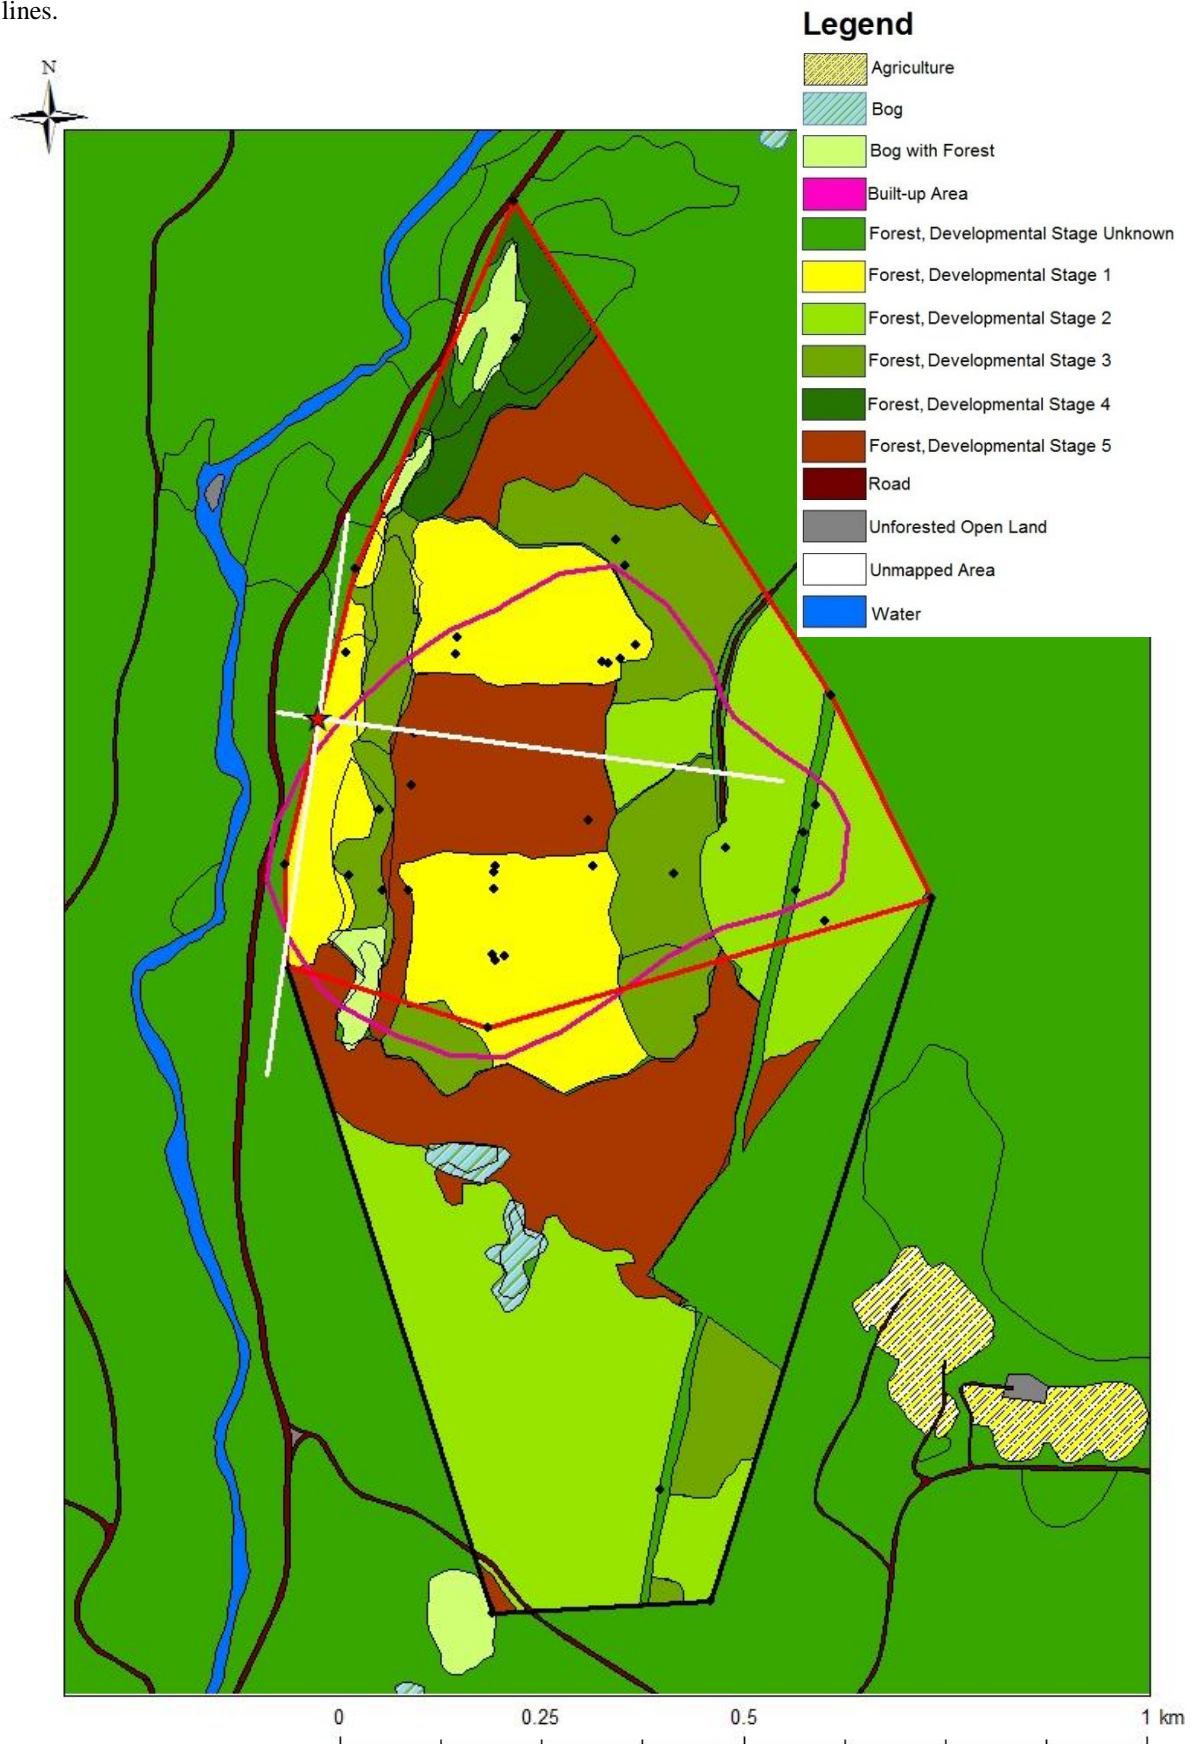 lines.
Legend
N
Agriculture
Bog
Bog with Forest
Built-up Area
Forest, Developmental Stage Unknown
Forest, Developmental Stage 1
Forest, Developmental Stage 2
Forest, Developmental Stage 3
Forest, Developmental Stage 4
Forest, Developmental Stage 5
Road
Unforested Open Land
Unmapped Area
Water
0 0.25 0.5 1 km